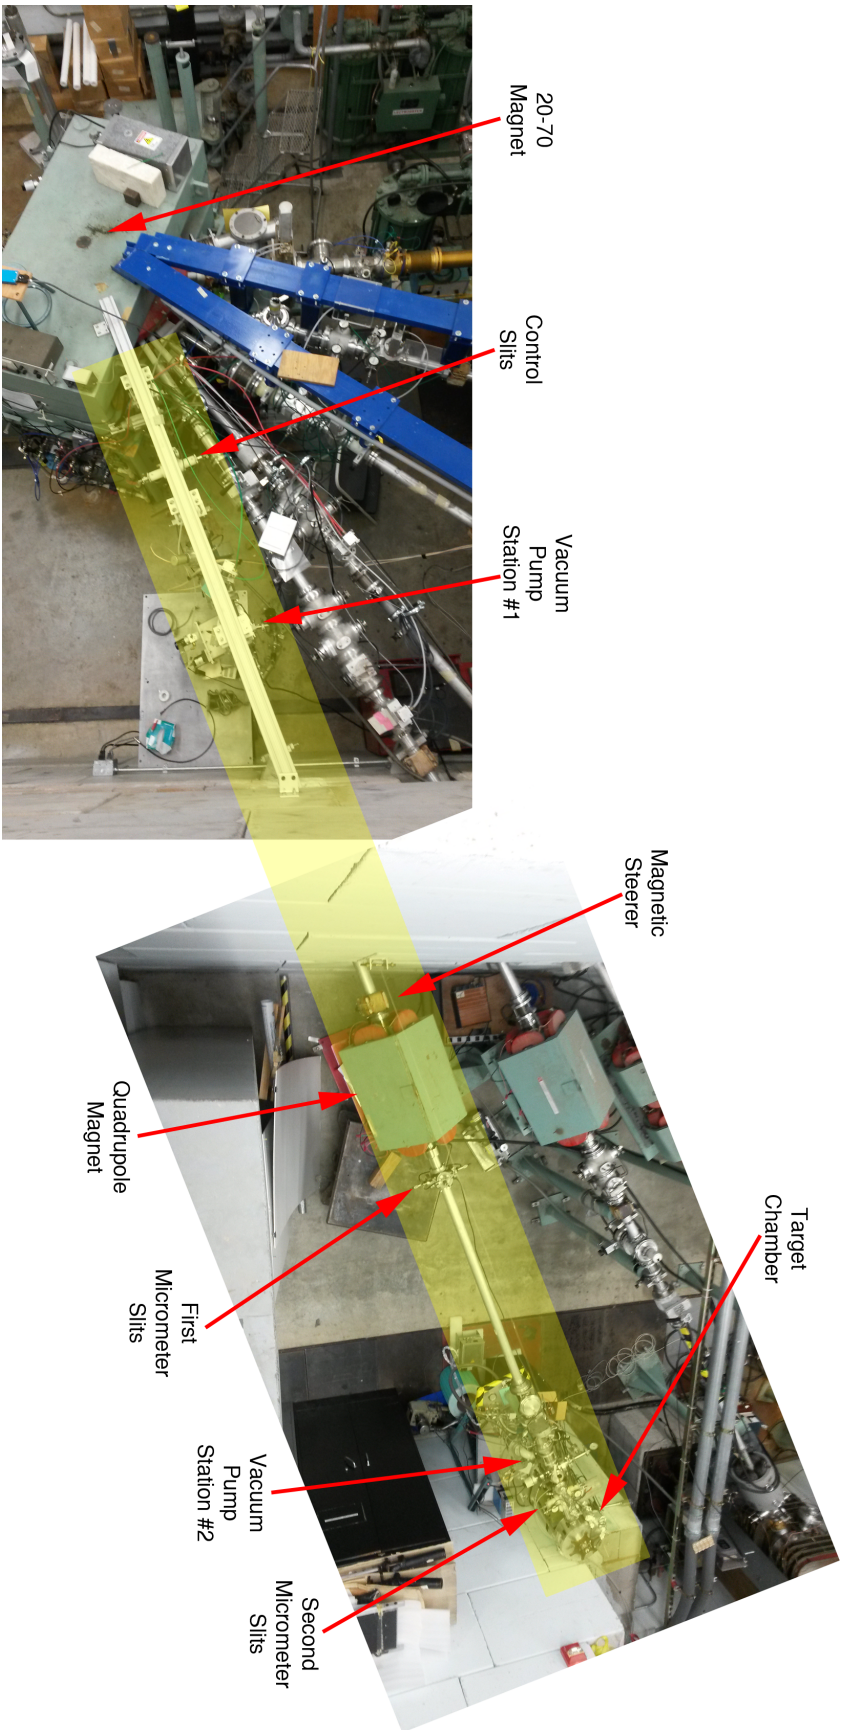 20-70
Magnet
Control
Slits
Vacuum
Pump
Station #1
Magnetic
Steerer
Quadrupole
Magnet
First
Micrometer
Slits
Target
Chamber
Vacuum
Pump
Station #2
Second
Micrometer
Slits